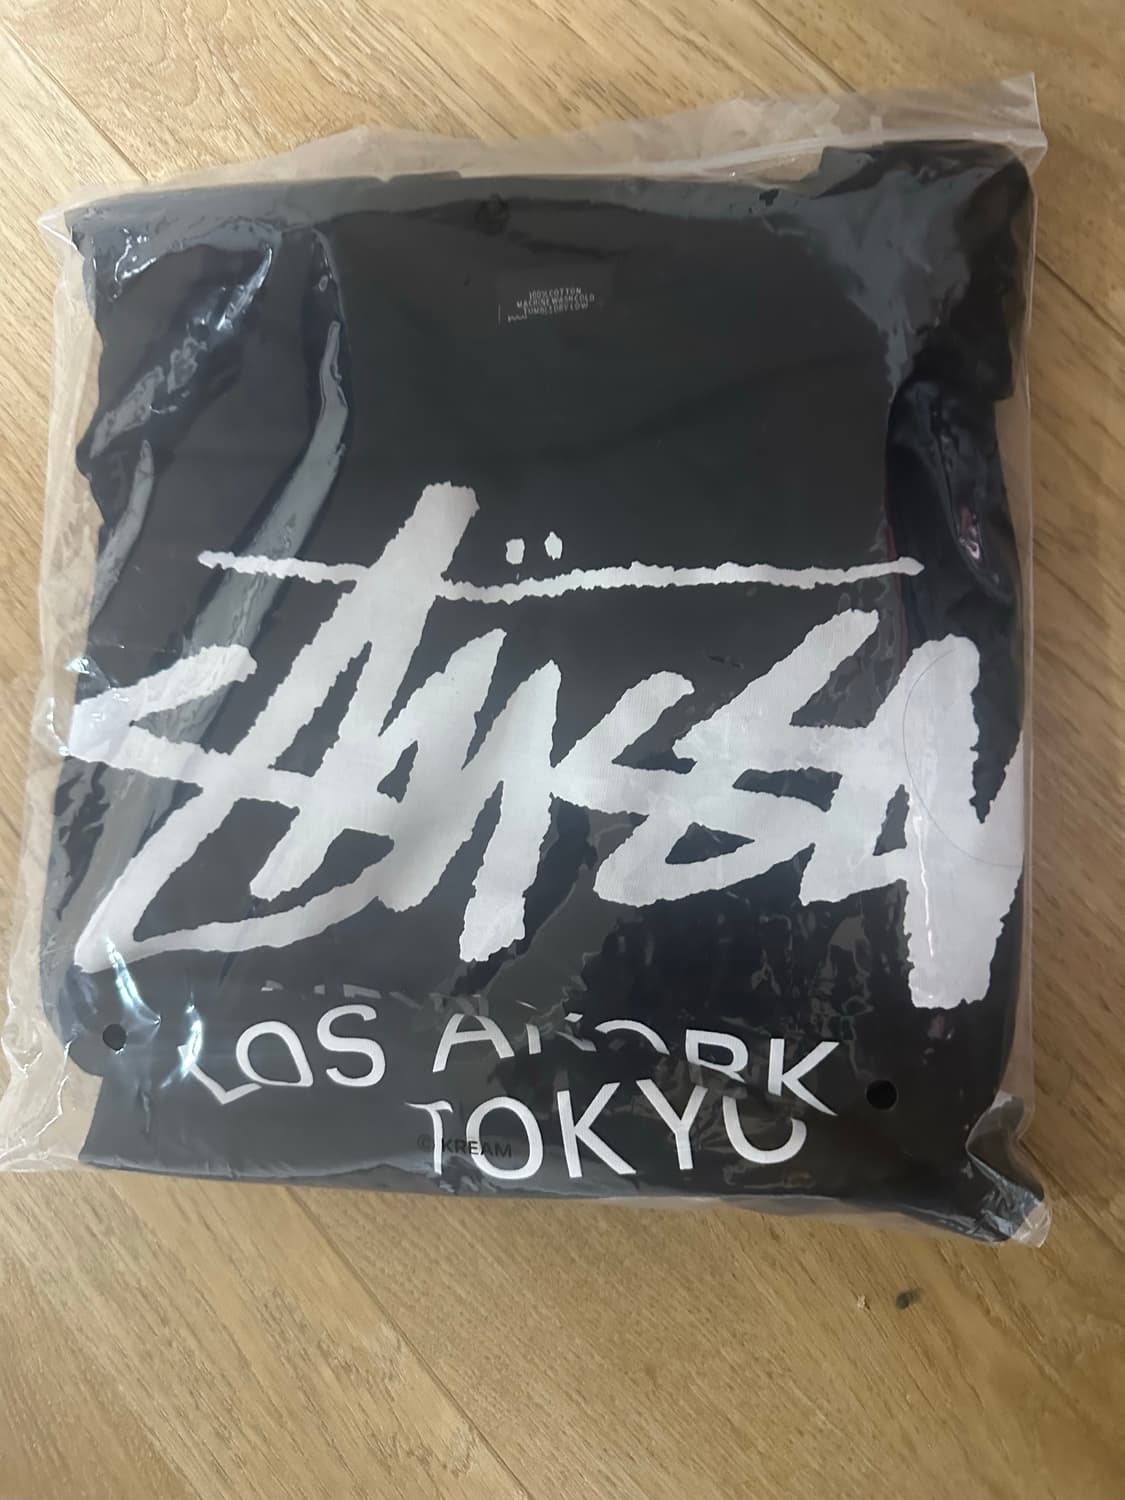 100% COTTON
MACHINE WASH COLD
TUMBLE DRY LOW
STÜSSY
LOS
TOKYO
© KREAM